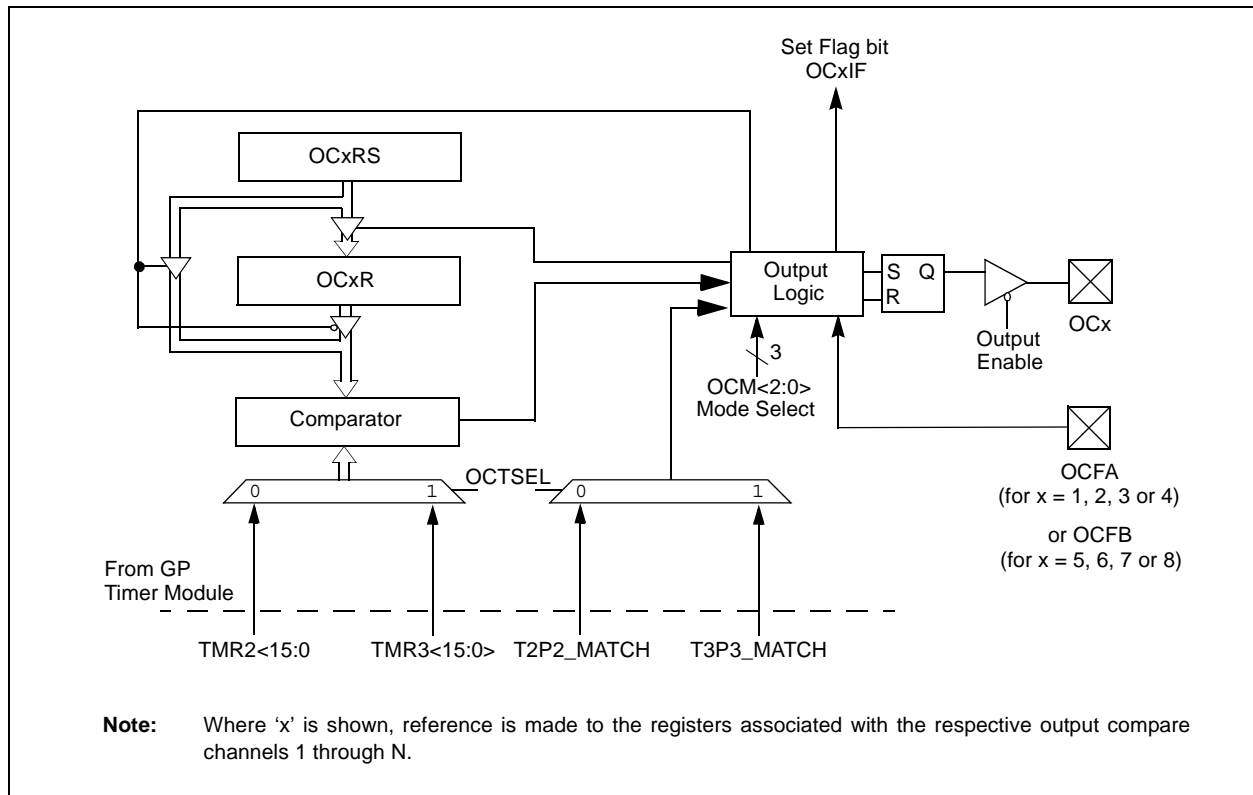 Set Flag bit
OCxIF
OCxRS
OCxR
Output
Logic
S Q
R
OCx
Output
Enable
3
OCM<2:0>
Mode Select
Comparator
OCTSEL
0 1
0 1
OCFA
(for x = 1, 2, 3 or 4)
or OCFB
(for x = 5, 6, 7 or 8)
From GP
Timer Module
TMR2<15:0 TMR3<15:0> T2P2_MATCH T3P3_MATCH
Note: Where ‘x’ is shown, reference is made to the registers associated with the respective output compare
channels 1 through N.